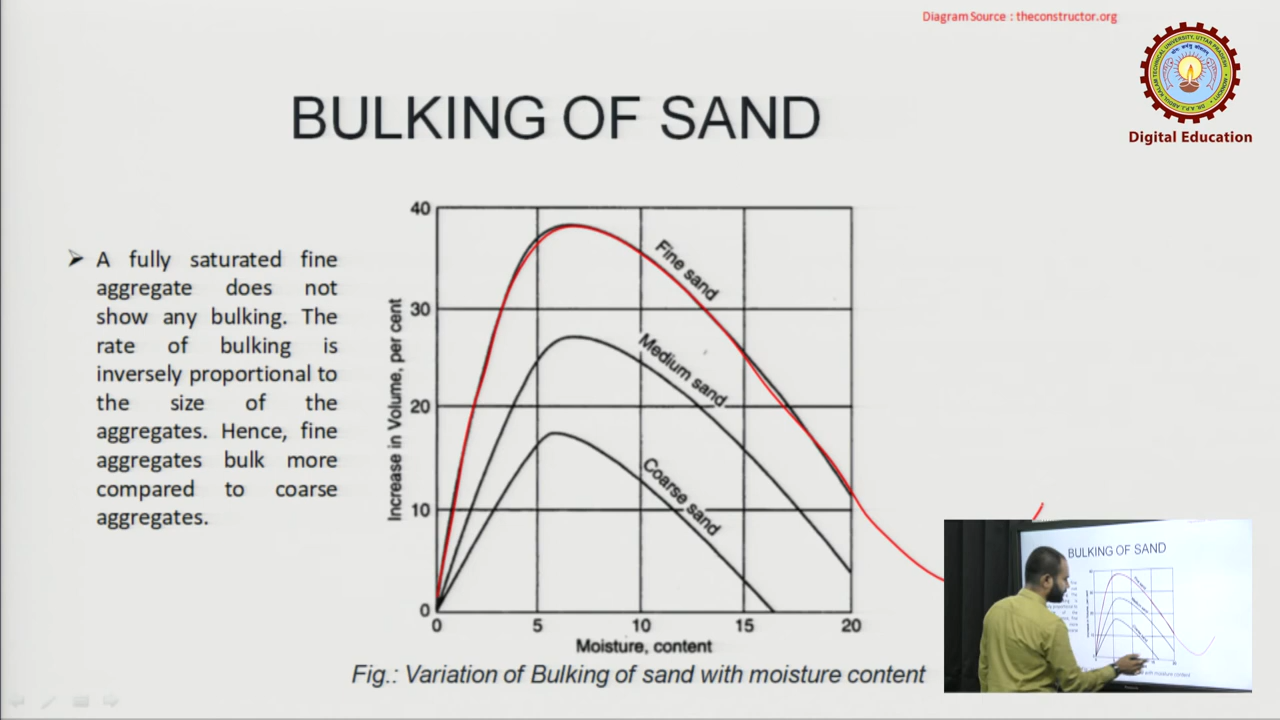 Diagram Source : theconstructor.org
Digital Education
BULKING OF SAND
➢ A fully saturated fine
aggregate does not
show any bulking. The
rate of bulking is
inversely proportional to
the size of the
aggregates. Hence, fine
aggregates bulk more
compared to coarse
aggregates.
40
30
20
10
0
Increase in Volume, per cent
Fine sand
Medium sand
Coarse sand
0 5 10 15 20
Moisture, content
Fig.: Variation of Bulking of sand with moisture content
BULKING OF SAND